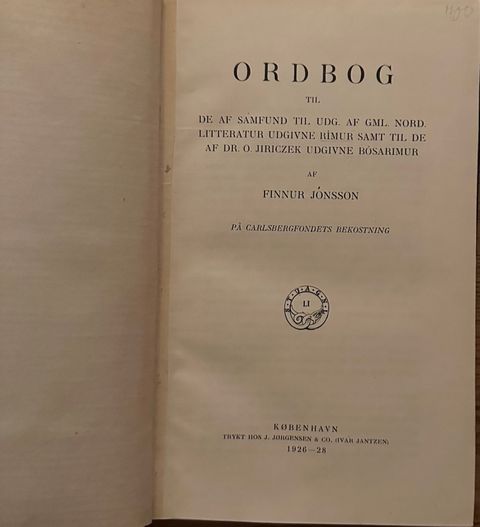 ORDBOG
TIL
DE AF SAMFUND TIL UDG. AF GML. NORD.
LITTERATUR UDGIVNE RÍMUR SAMT TIL DE
AF DR. O. JIRICZEK UDGIVNE BÓSARIMUR
AF
FINNUR JÓNSSON
PÅ CARLSBERGFONDETS BEKOSTNING
S·T·U·A·G·N·L
LI
KØBENHAVN
TRYKT HOS J. JØRGENSEN & CO. (IVAR JANTZEN)
1926—28